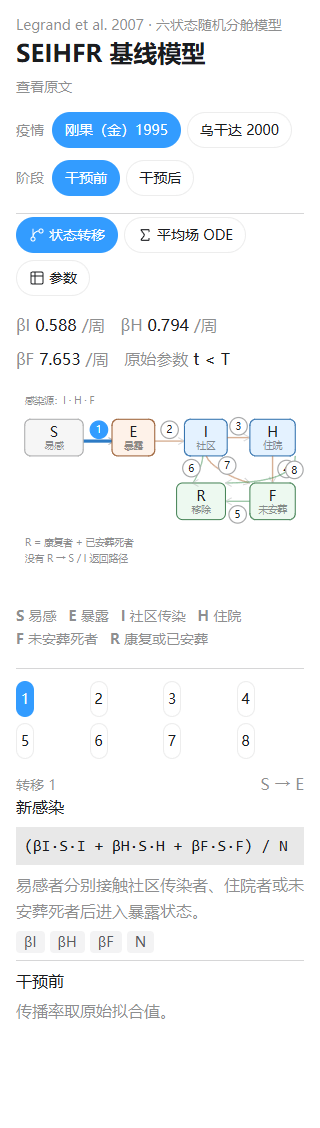 Legrand et al. 2007 · 六状态随机分舱模型
SEIHFR 基线模型
查看原文
疫情 刚果（金）1995 乌干达 2000
阶段 干预前 干预后
状态转移 平均场 ODE
参数
βI 0.588 /周 βH 0.794 /周
βF 7.653 /周 原始参数 t < T
感染源：I · H · F
S 1 E 2 I 3 H
易感 暴露 社区 住院
6 7 8
R 5 F
移除 未安葬
R = 康复者 + 已安葬死者
没有 R → S / I 返回路径
S 易感 E 暴露 I 社区传染 H 住院
F 未安葬死者 R 康复或已安葬
1 2 3 4
5 6 7 8
转移 1 S → E
新感染
(βI·S·I + βH·S·H + βF·S·F) / N
易感者分别接触社区传染者、住院者或未
安葬死者后进入暴露状态。
βI βH βF N
干预前
传播率取原始拟合值。